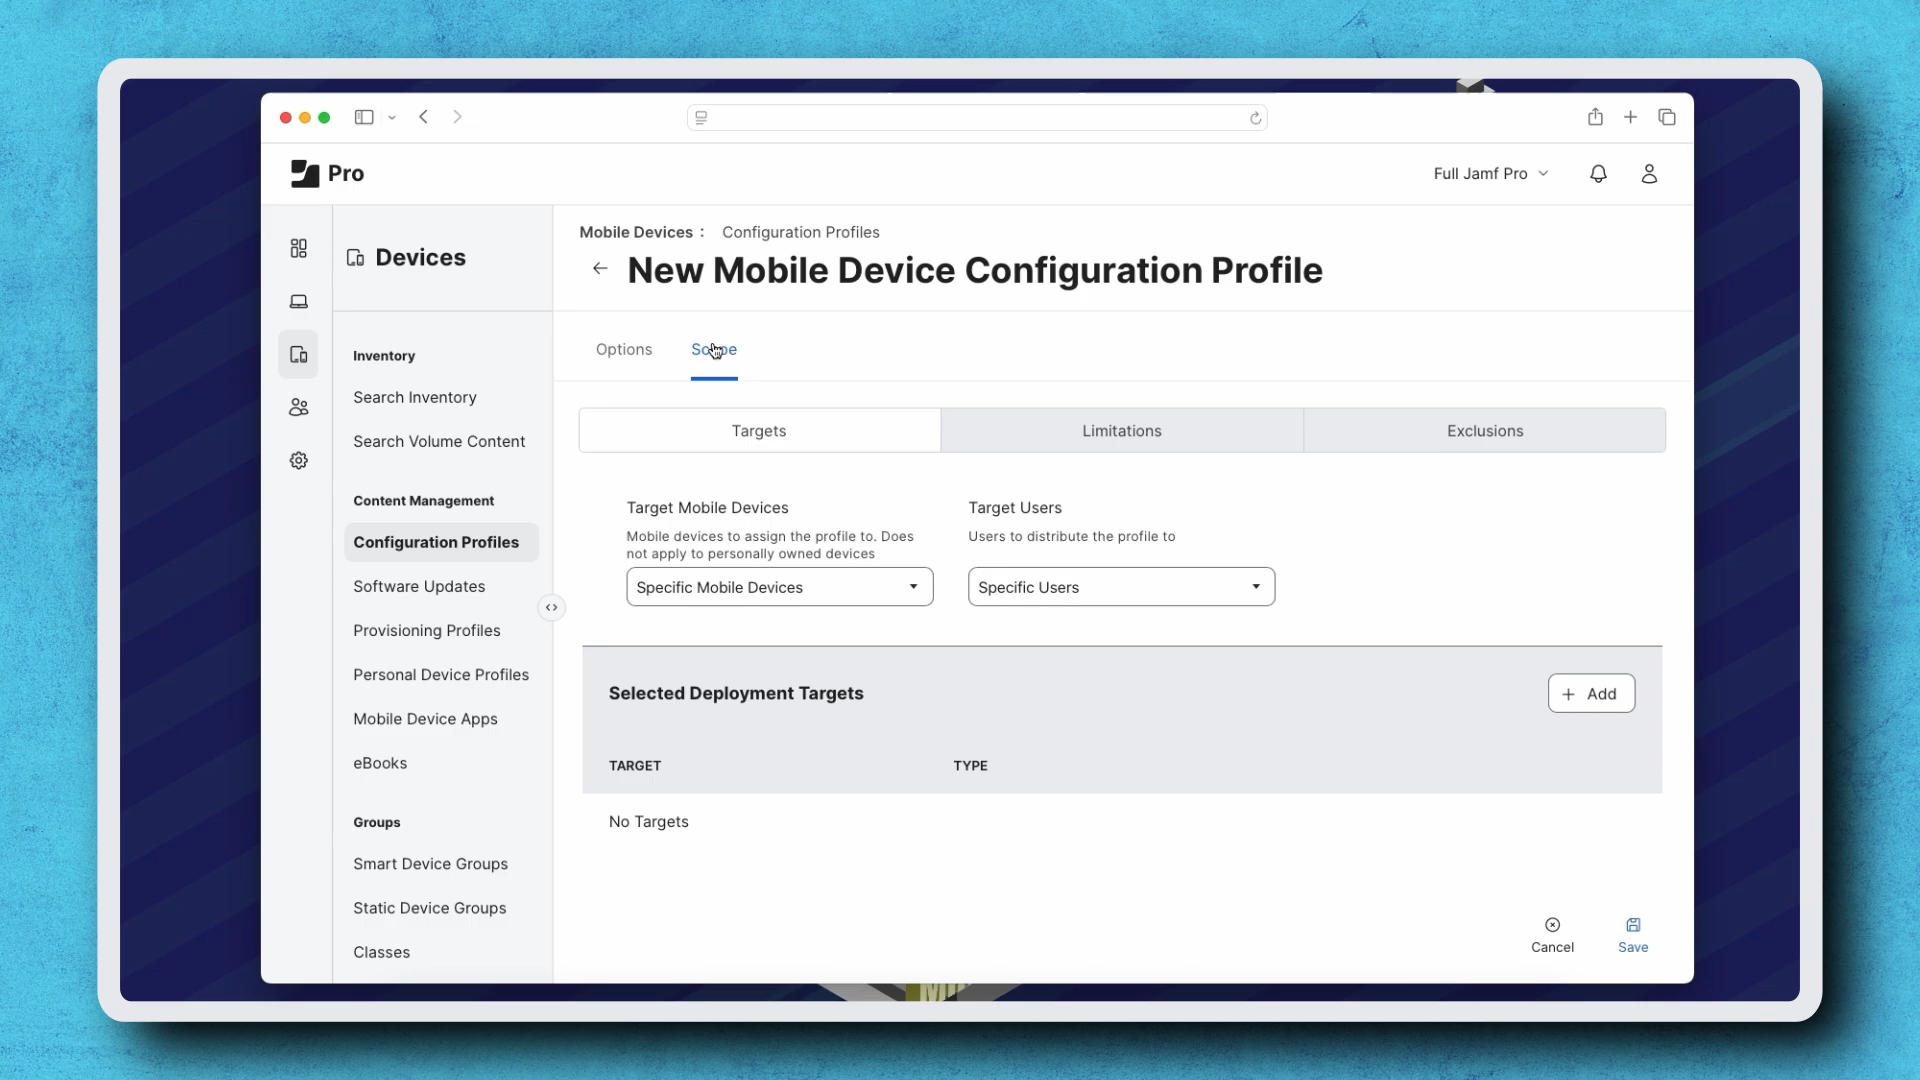 Pro
Full Jamf Pro
Devices
Mobile Devices : Configuration Profiles
New Mobile Device Configuration Profile
Options
Scope
Inventory
Search Inventory
Search Volume Content
Content Management
Configuration Profiles
Software Updates
Provisioning Profiles
Personal Device Profiles
Mobile Device Apps
eBooks
Groups
Smart Device Groups
Static Device Groups
Classes
Targets
Limitations
Exclusions
Target Mobile Devices
Mobile devices to assign the profile to. Does
not apply to personally owned devices
Specific Mobile Devices
Target Users
Users to distribute the profile to
Specific Users
Selected Deployment Targets
+ Add
TARGET
TYPE
No Targets
Cancel
Save